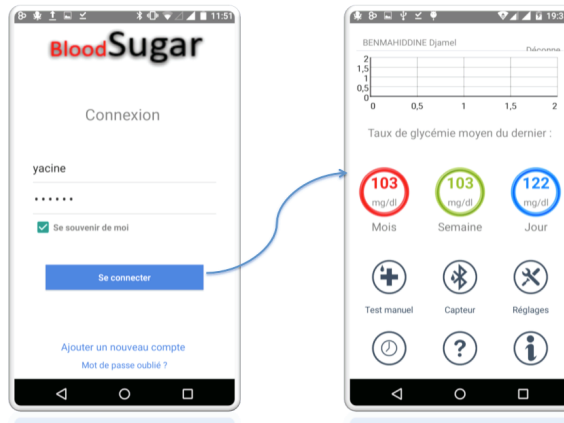 11:51
BloodSugar
Connexion
yacine
••••••
Se souvenir de moi
Se connecter
Ajouter un nouveau compte
Mot de passe oublié ?
19:3
BENMAHIDDINE Djamel
Déconne
2
1,5
1
0,5
0
0 0,5 1 1,5 2
Taux de glycémie moyen du dernier :
103 103 122
mg/dl mg/dl mg/dl
Mois Semaine Jour
Test manuel Capteur Réglages
?
i